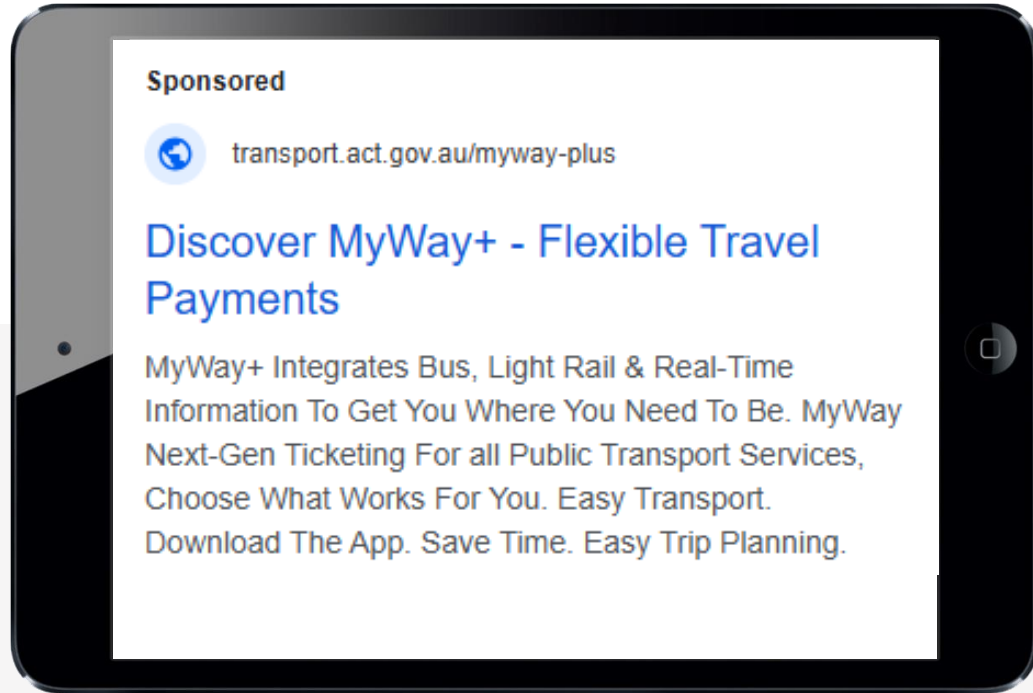 Sponsored
transport.act.gov.au/myway-plus
Discover MyWay+ - Flexible Travel
Payments
MyWay+ Integrates Bus, Light Rail & Real-Time
Information To Get You Where You Need To Be. MyWay
Next-Gen Ticketing For all Public Transport Services,
Choose What Works For You. Easy Transport.
Download The App. Save Time. Easy Trip Planning.